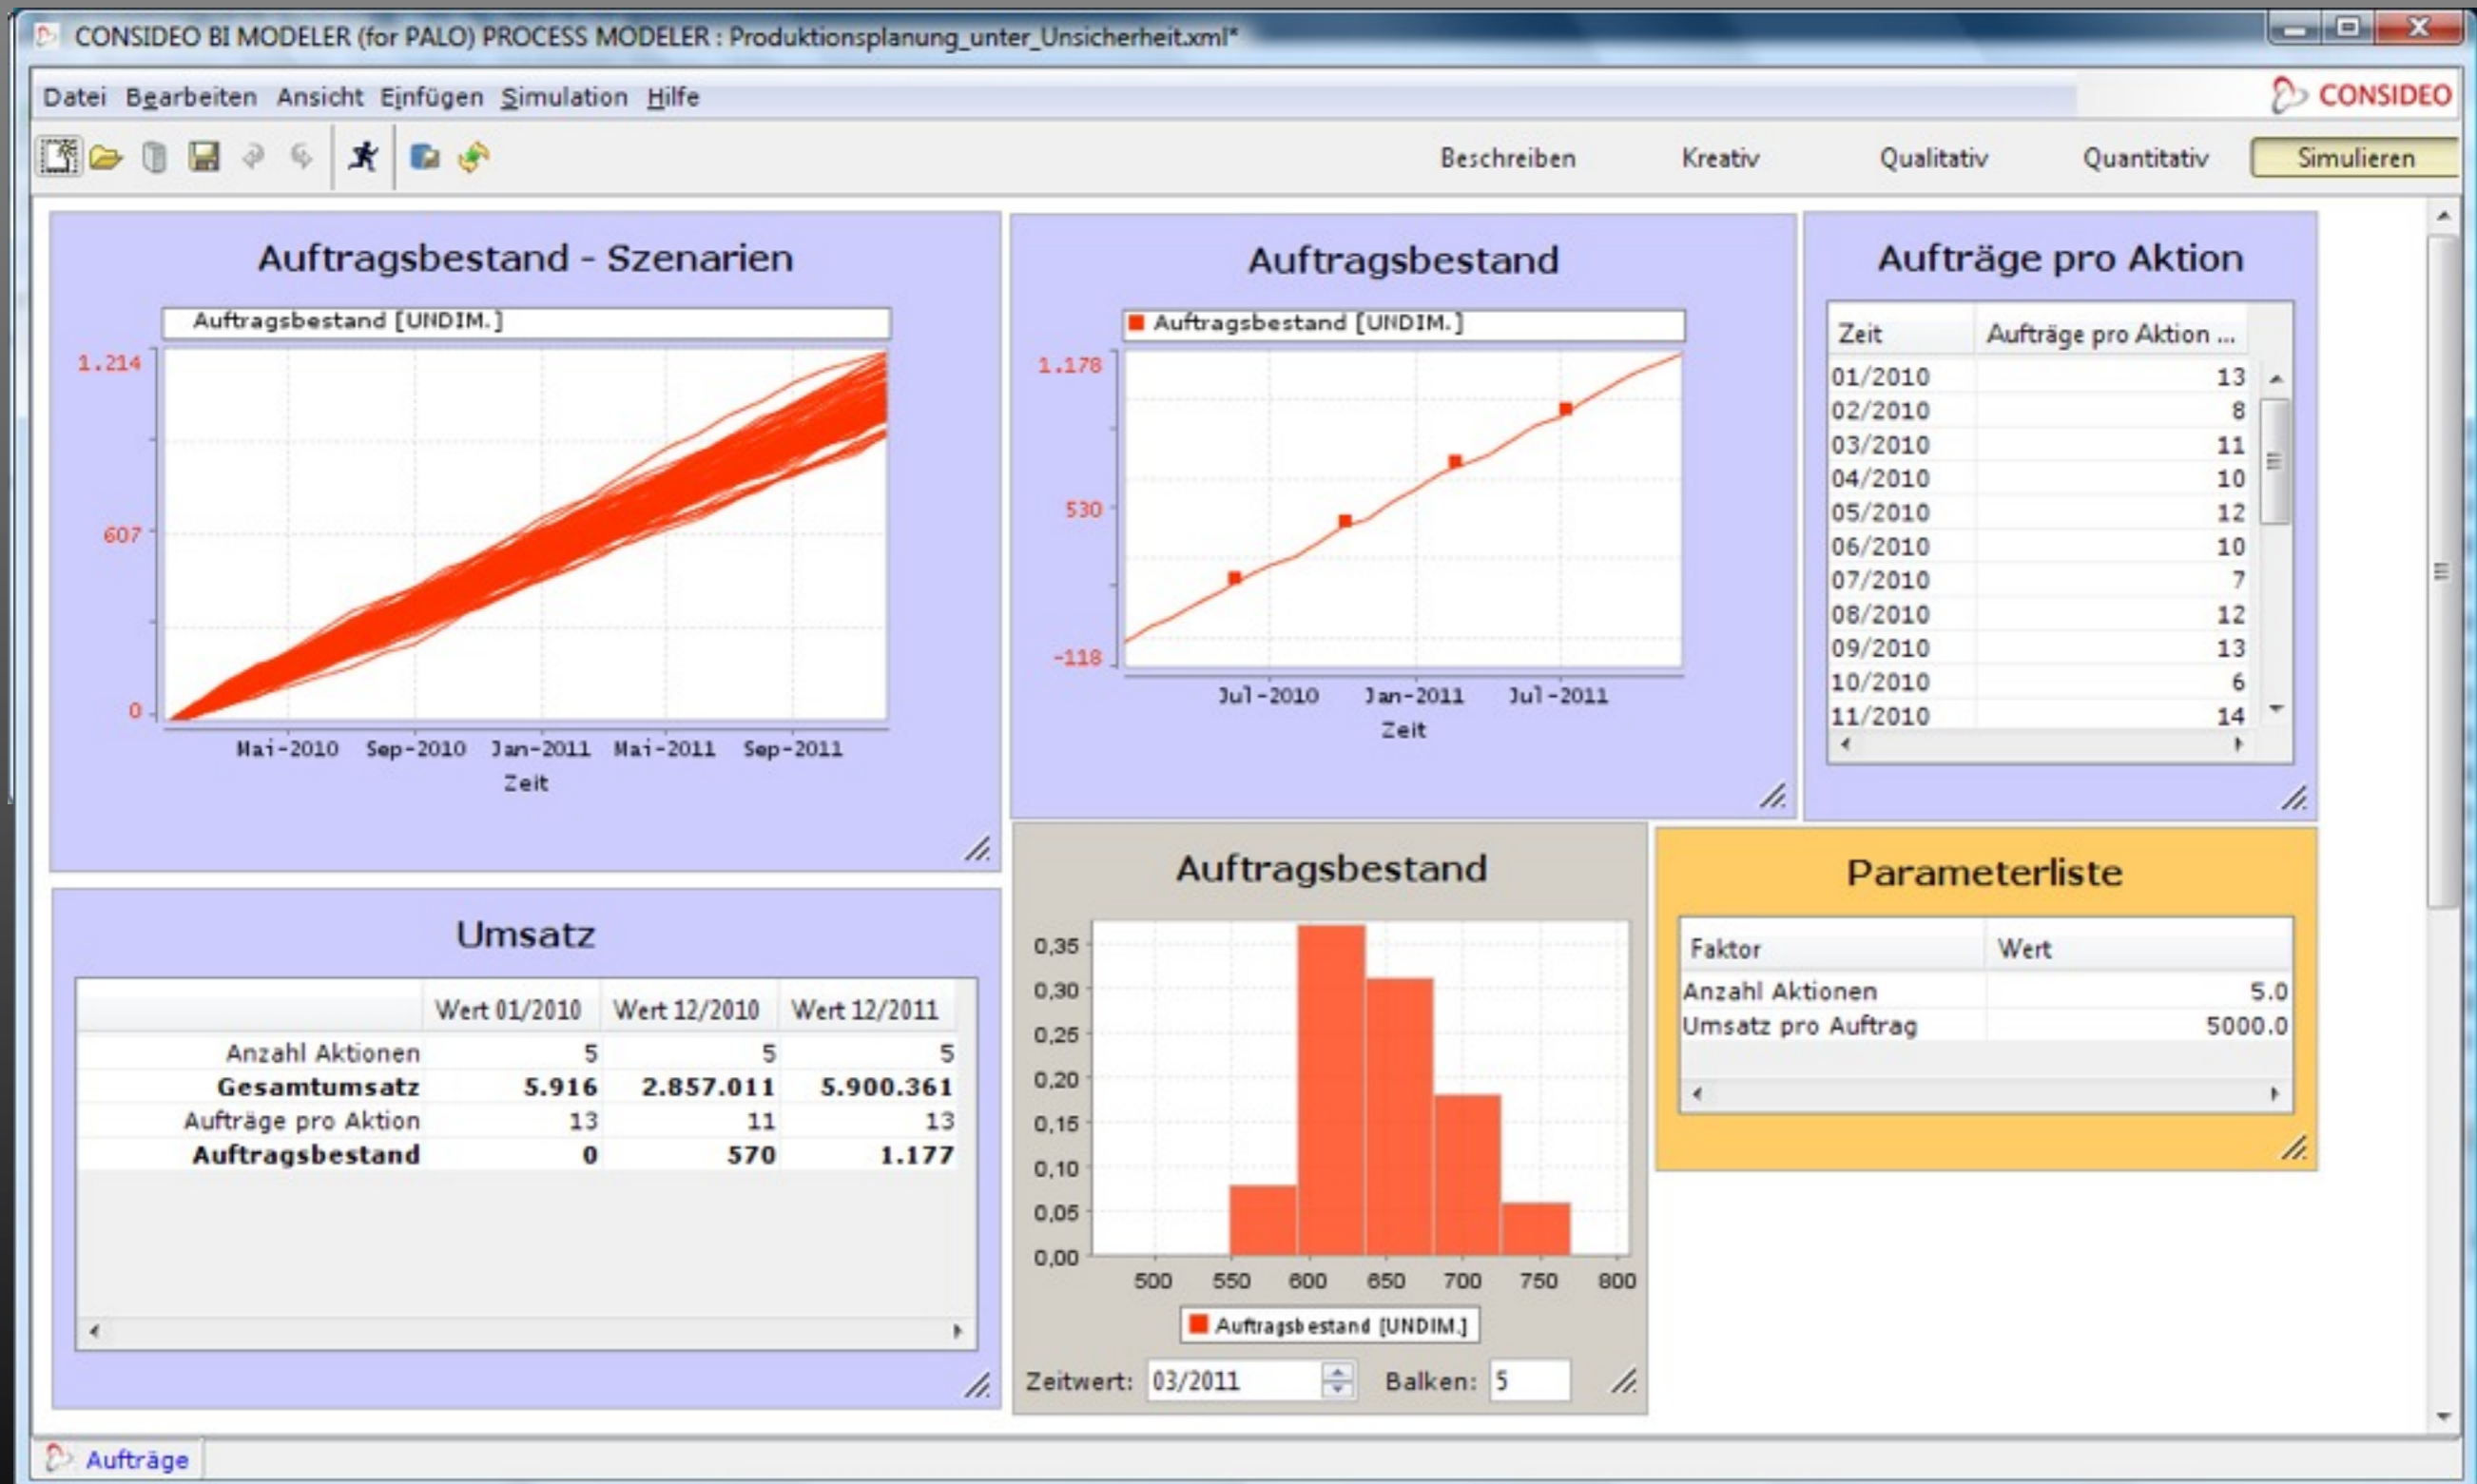 CONSIDEO BI MODELER (for PALO) PROCESS MODELER : Produktionsplanung_unter_Unsicherheit.xml*
Datei Bearbeiten Ansicht Einfügen Simulation Hilfe
CONSIDEO
Beschreiben Kreativ Qualitativ Quantitativ Simulieren
Auftragsbestand - Szenarien
Auftragsbestand [UNDIM.]
1.214
607
0
Mai-2010 Sep-2010 Jan-2011 Mai-2011 Sep-2011
Zeit
Auftragsbestand
Auftragsbestand [UNDIM.]
1.178
530
-118
Jul-2010 Jan-2011 Jul-2011
Zeit
Aufträge pro Aktion
Zeit Aufträge pro Aktion ...
01/2010 13
02/2010 8
03/2010 11
04/2010 10
05/2010 12
06/2010 10
07/2010 7
08/2010 12
09/2010 13
10/2010 6
11/2010 14
Umsatz
Wert 01/2010 Wert 12/2010 Wert 12/2011
Anzahl Aktionen 5 5 5
Gesamtumsatz 5.916 2.857.011 5.900.361
Aufträge pro Aktion 13 11 13
Auftragsbestand 0 570 1.177
Auftragsbestand
0,35
0,30
0,25
0,20
0,15
0,10
0,05
0,00
500 550 600 650 700 750 800
Auftragsbestand [UNDIM.]
Zeitwert: 03/2011 Balken: 5
Parameterliste
Faktor Wert
Anzahl Aktionen 5.0
Umsatz pro Auftrag 5000.0
Aufträge